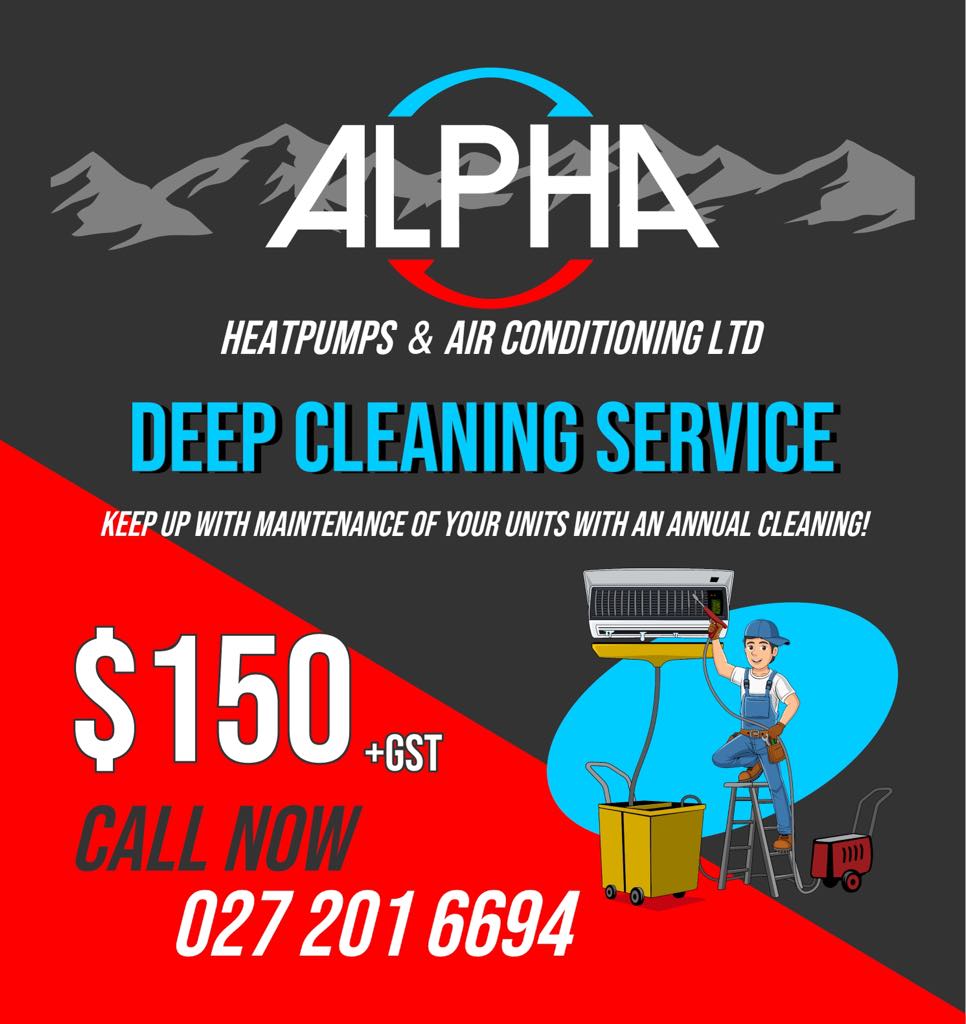 ALPHA
HEATPUMPS & AIR CONDITIONING LTD
DEEP CLEANING SERVICE
KEEP UP WITH MAINTENANCE OF YOUR UNITS WITH AN ANNUAL CLEANING!
$150 +GST
CALL NOW
027 201 6694